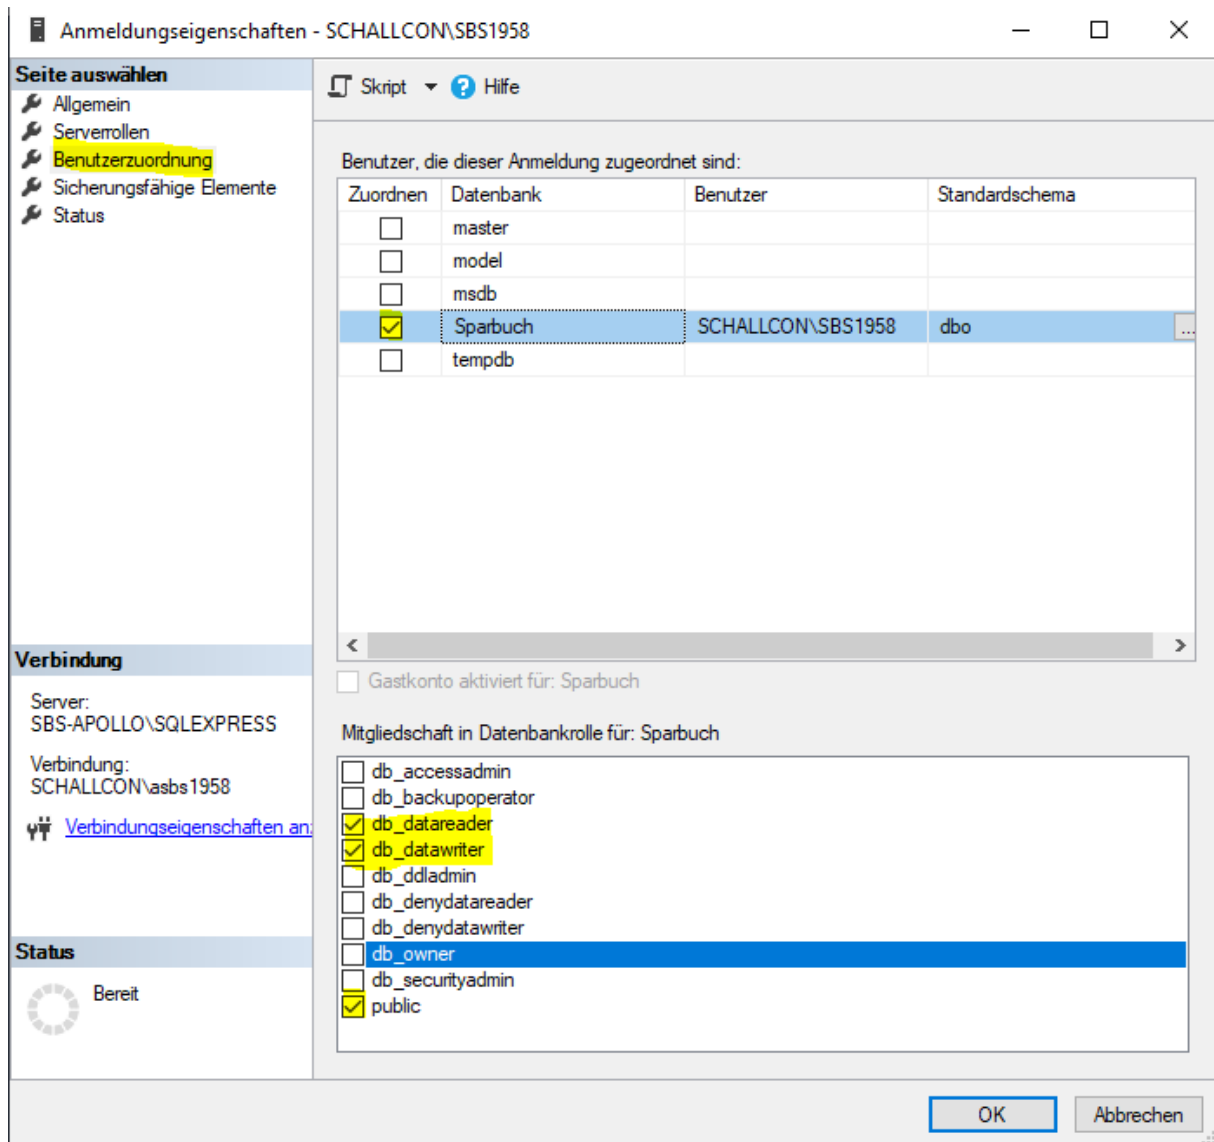 Anmeldungseigenschaften - SCHALLCON\SBS1958
Seite auswählen
Allgemein
Serverrollen
Benutzerzuordnung
Sicherungsfähige Elemente
Status
Skript
Hilfe
Benutzer, die dieser Anmeldung zugeordnet sind:
Zuordnen Datenbank Benutzer Standardschema
master
model
msdb
Sparbuch SCHALLCON\SBS1958 dbo ...
tempdb
Gastkonto aktiviert für: Sparbuch
Mitgliedschaft in Datenbankrolle für: Sparbuch
db_accessadmin
db_backupoperator
db_datareader
db_datawriter
db_ddladmin
db_denydatareader
db_denydatawriter
db_owner
db_securityadmin
public
Verbindung
Server:
SBS-APOLLO\SQLEXPRESS
Verbindung:
SCHALLCON\asbs1958
Verbindungseigenschaften an
Status
Bereit
OK
Abbrechen